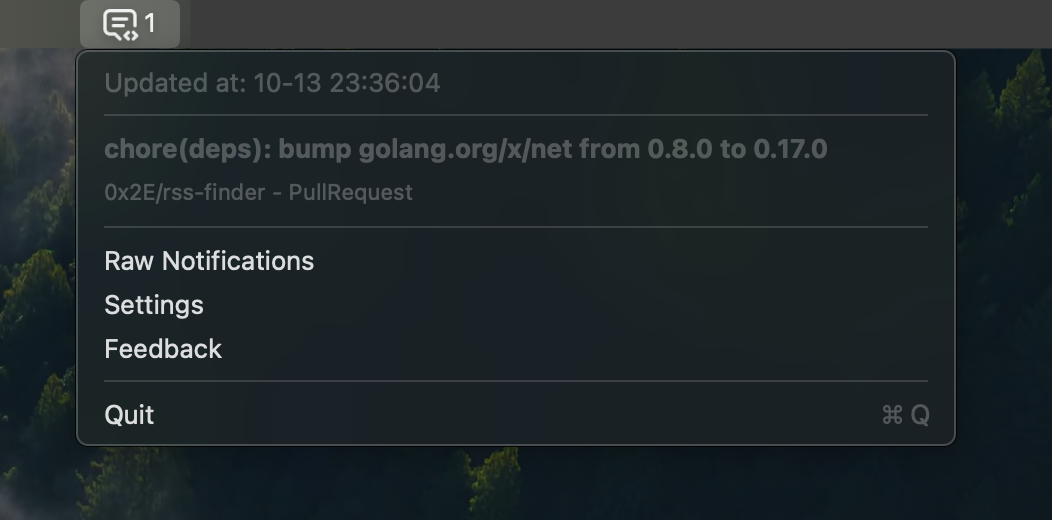 1
Updated at: 10-13 23:36:04
chore(deps): bump golang.org/x/net from 0.8.0 to 0.17.0
0x2E/rss-finder - PullRequest
Raw Notifications
Settings
Feedback
Quit ⌘ Q